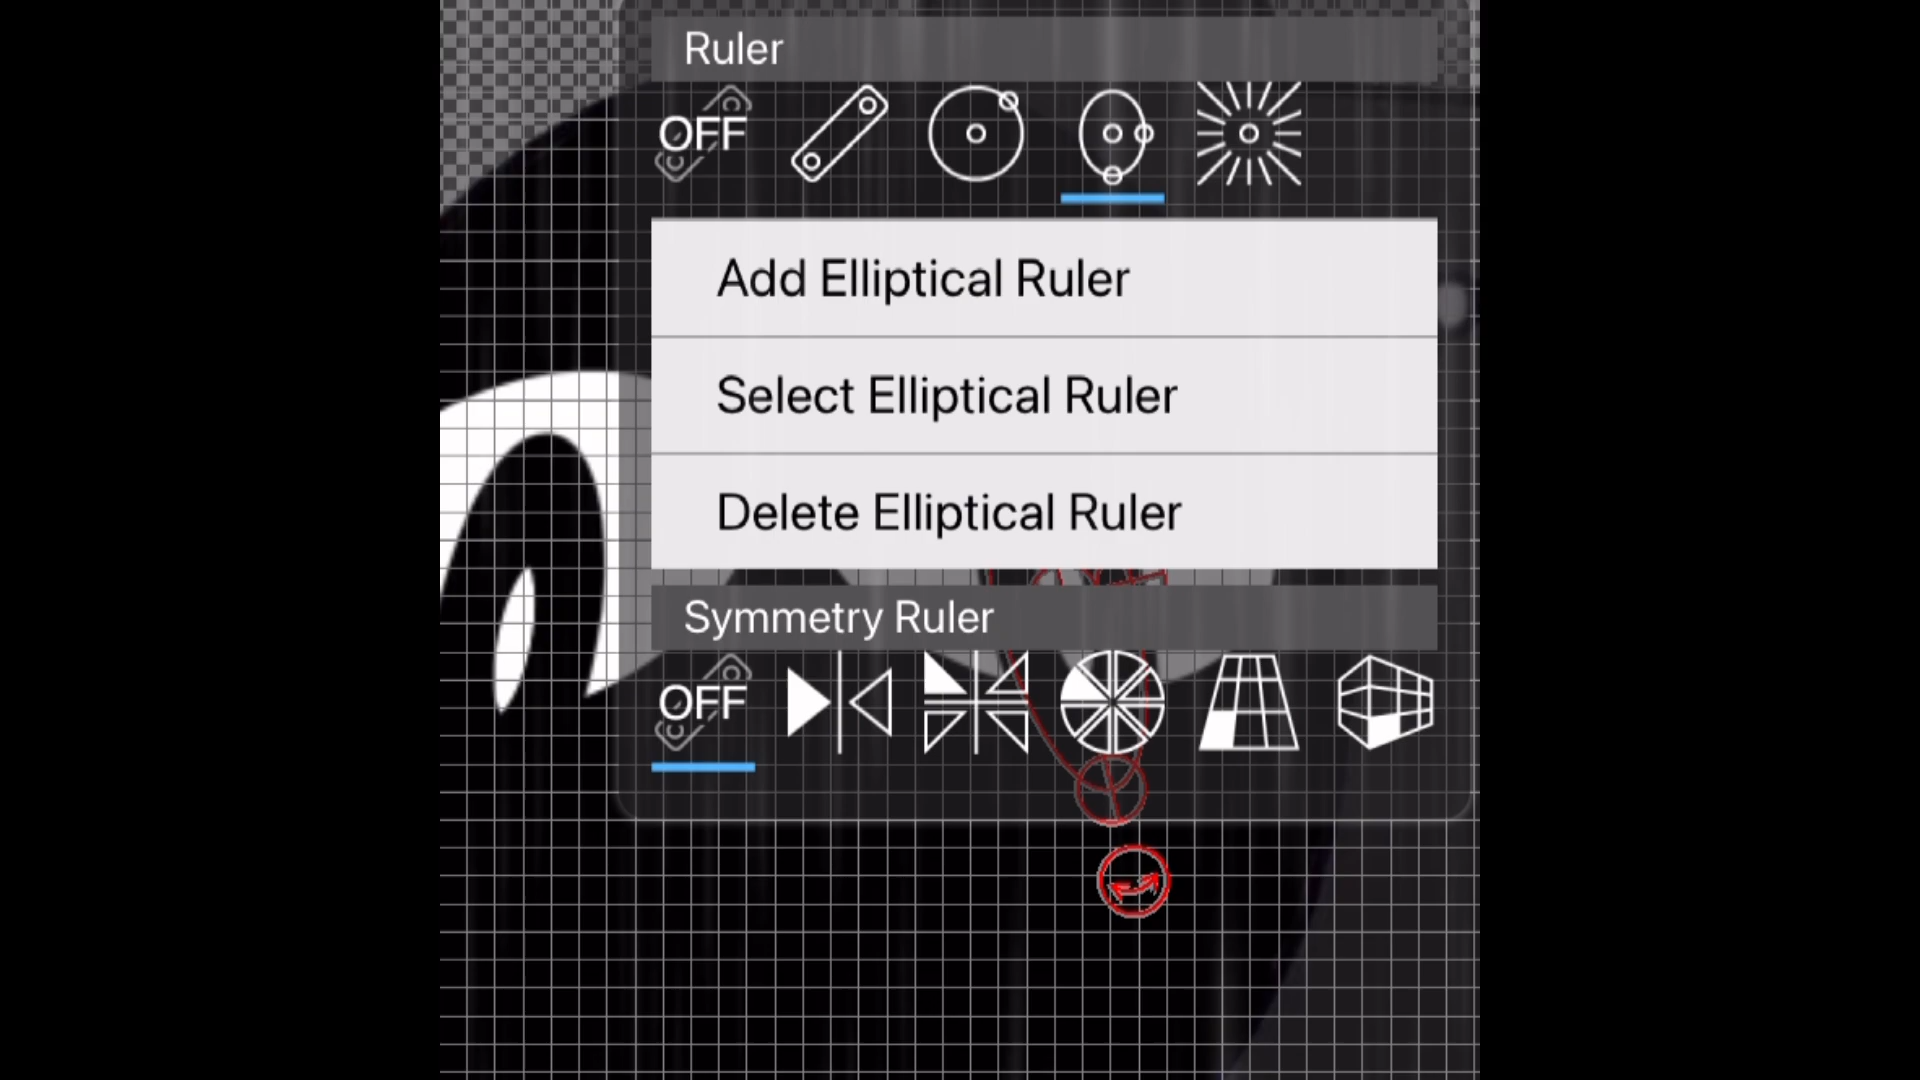 Ruler
OFF
Add Elliptical Ruler
Select Elliptical Ruler
Delete Elliptical Ruler
Symmetry Ruler
OFF